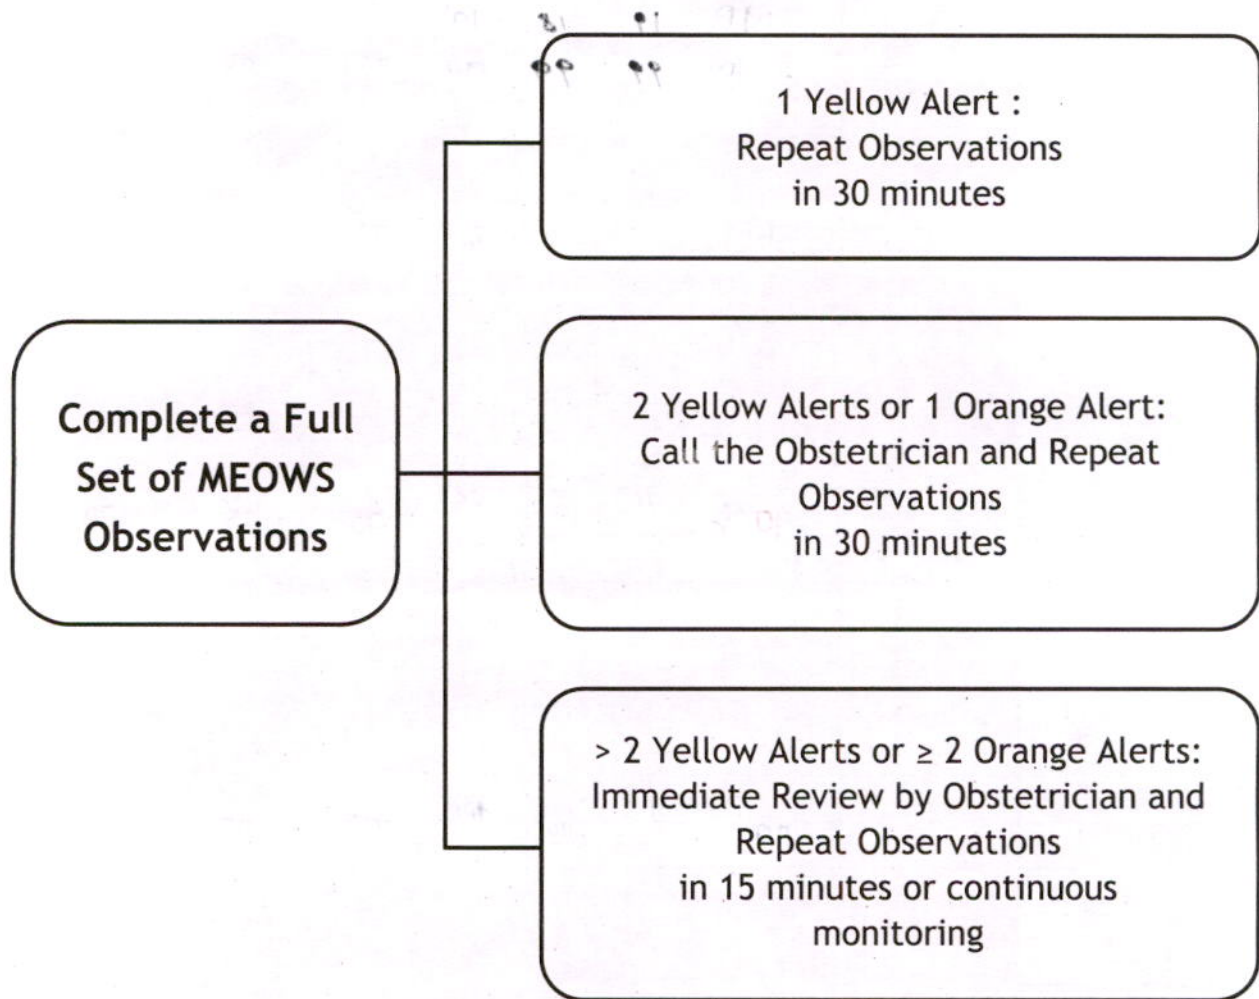 1 Yellow Alert :
Repeat Observations
in 30 minutes
Complete a Full
Set of MEOWS
Observations
2 Yellow Alerts or 1 Orange Alert:
Call the Obstetrician and Repeat
Observations
in 30 minutes
> 2 Yellow Alerts or ≥ 2 Orange Alerts:
Immediate Review by Obstetrician and
Repeat Observations
in 15 minutes or continuous
monitoring